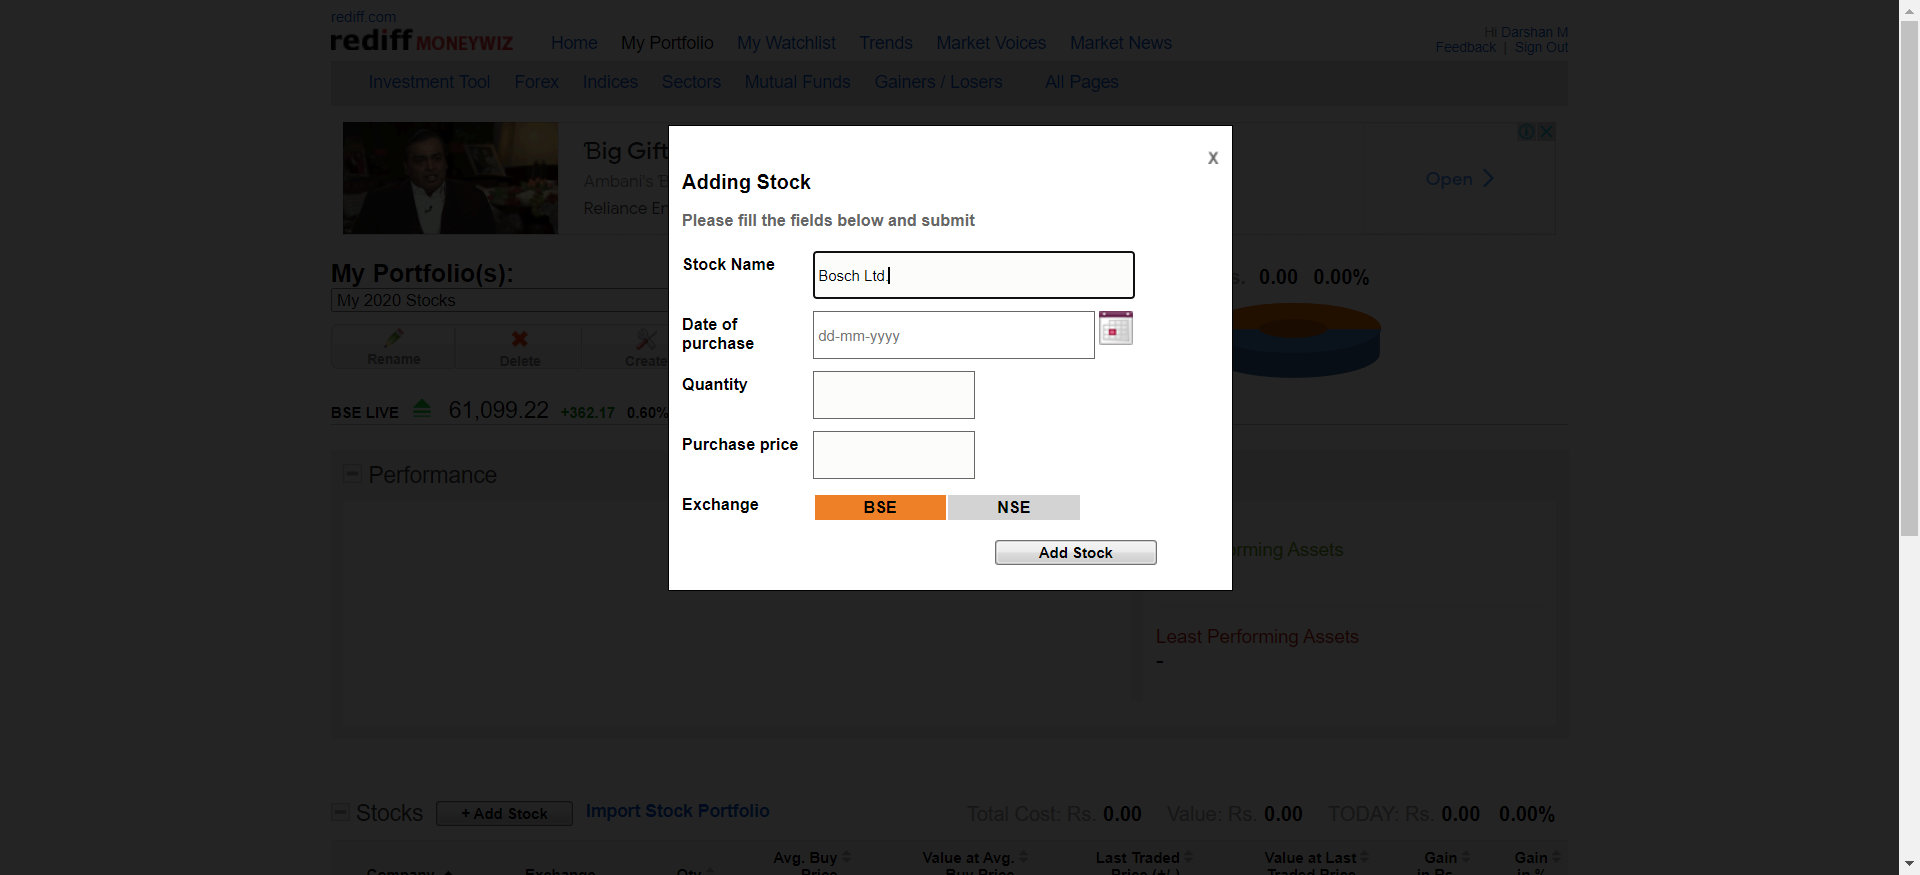 rediff.com
rediff MONEYWIZ
Home My Portfolio My Watchlist Trends Market Voices Market News
Hi Darshan M
Feedback | Sign Out
Investment Tool Forex Indices Sectors Mutual Funds Gainers / Losers All Pages
Big Gift
Ambani's
Reliance
Open
X
Adding Stock
Please fill the fields below and submit
Stock Name
Bosch Ltd.
Date of
purchase
dd-mm-yyyy
Quantity
Purchase price
Exchange
BSE NSE
Add Stock
My Portfolio(s):
My 2020 Stocks
Rename Delete Create
s. 0.00 0.00%
BSE LIVE 61,099.22 +362.17 0.60%
Performance
rming Assets
Least Performing Assets
-
Stocks + Add Stock Import Stock Portfolio Total Cost: Rs. 0.00 Value: Rs. 0.00 TODAY: Rs. 0.00 0.00%
Avg. Buy Value at Avg. Last Traded Value at Last Gain Gain
Company Exchange Qty Price Buy Price Price (+/-) Traded Price in Rs. in %